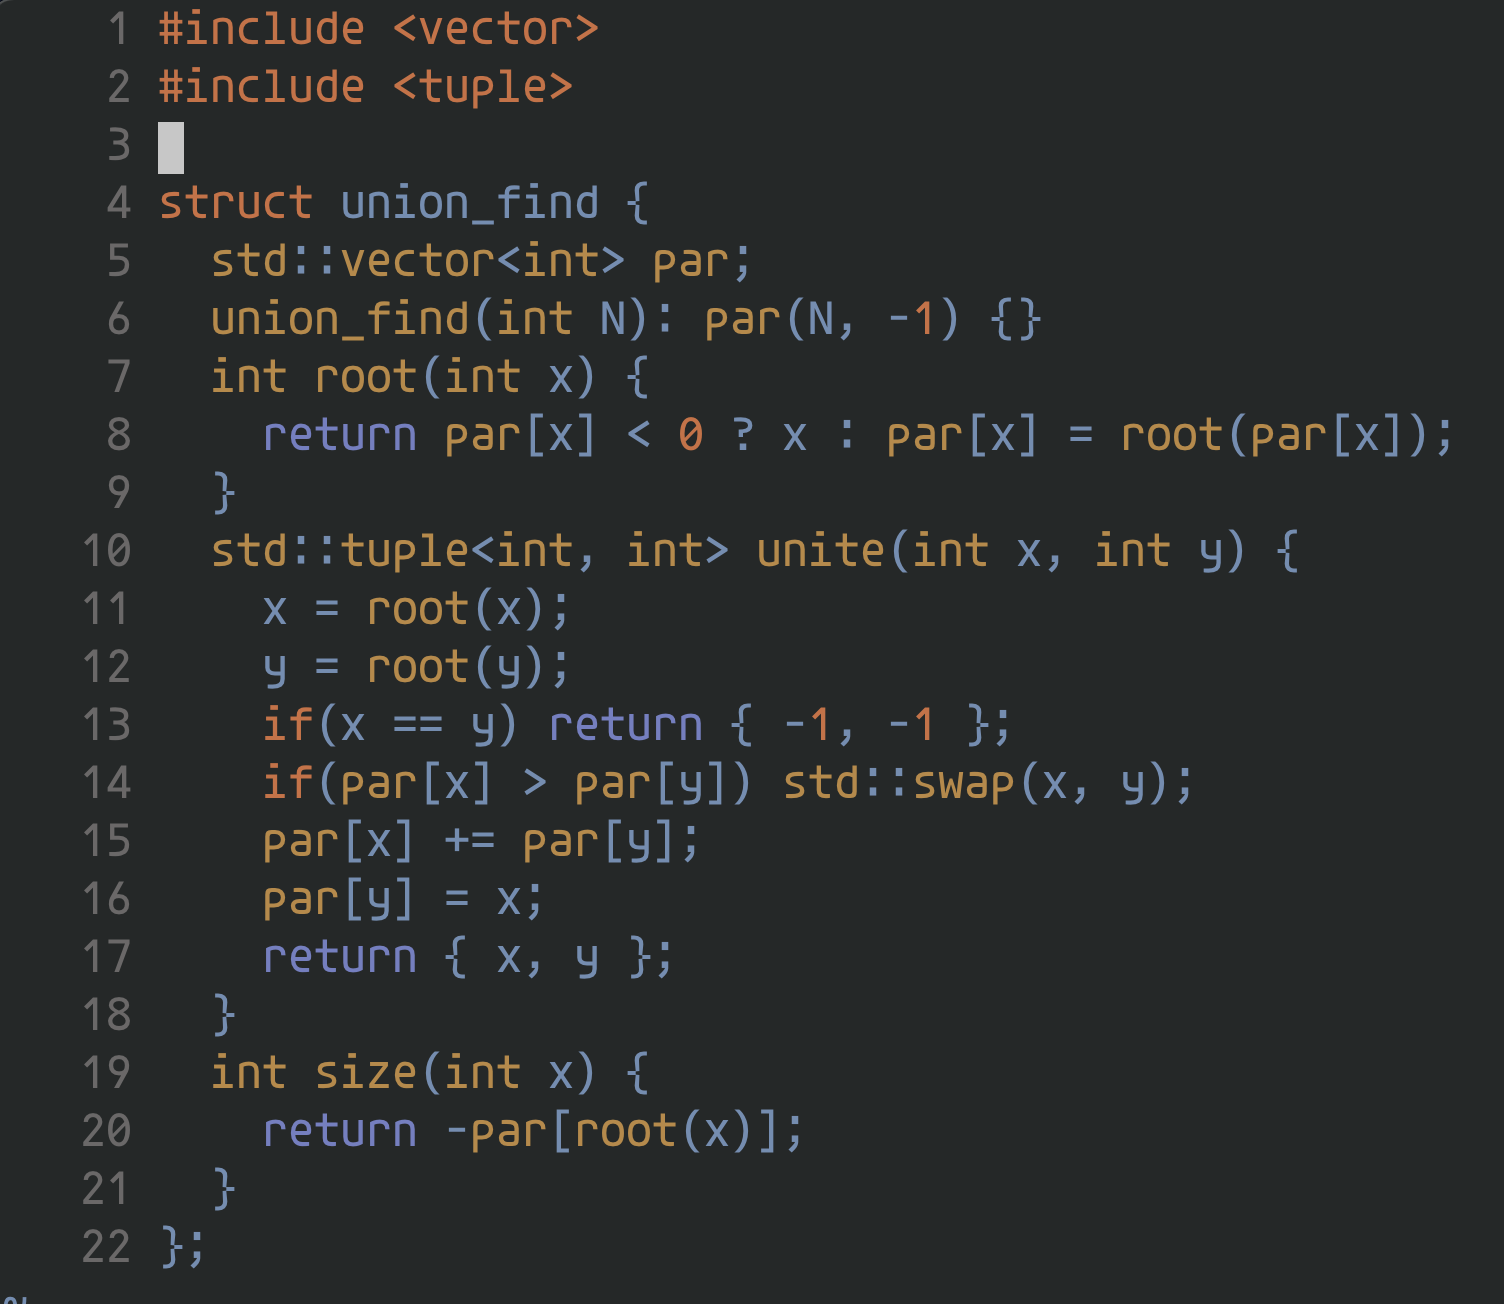 1 #include <vector>
2 #include <tuple>
3
4 struct union_find {
5   std::vector<int> par;
6   union_find(int N): par(N, -1) {}
7   int root(int x) {
8     return par[x] < 0 ? x : par[x] = root(par[x]);
9   }
10   std::tuple<int, int> unite(int x, int y) {
11     x = root(x);
12     y = root(y);
13     if(x == y) return { -1, -1 };
14     if(par[x] > par[y]) std::swap(x, y);
15     par[x] += par[y];
16     par[y] = x;
17     return { x, y };
18   }
19   int size(int x) {
20     return -par[root(x)];
21   }
22 };